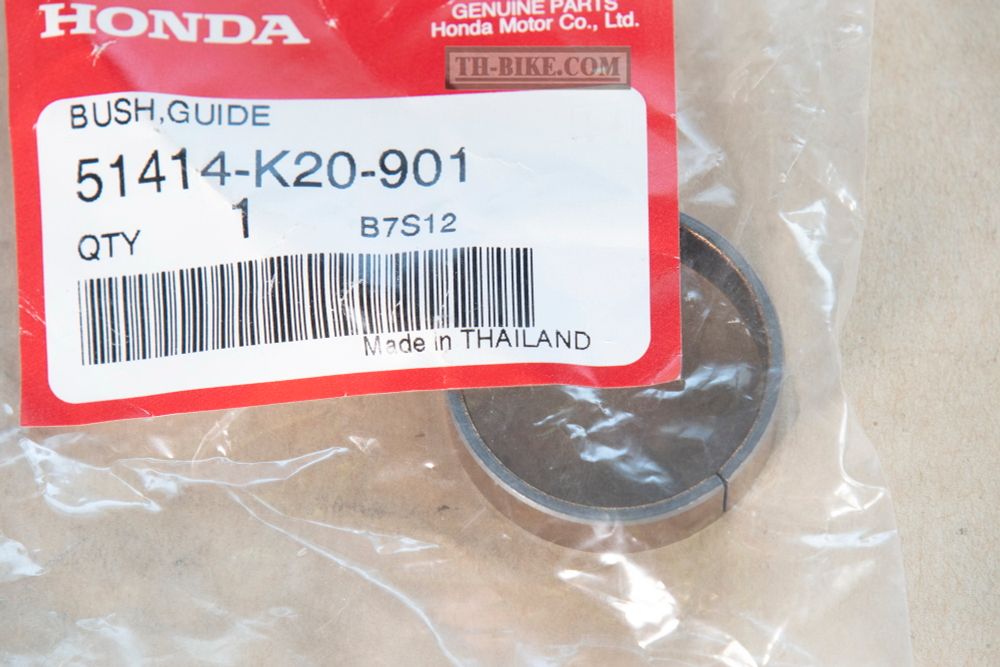 HONDA
GENUINE PARTS
Honda Motor Co., Ltd.
TH-BIKE.COM
BUSH,GUIDE
51414-K20-901
QTY 1 B7S12
Made in THAILAND